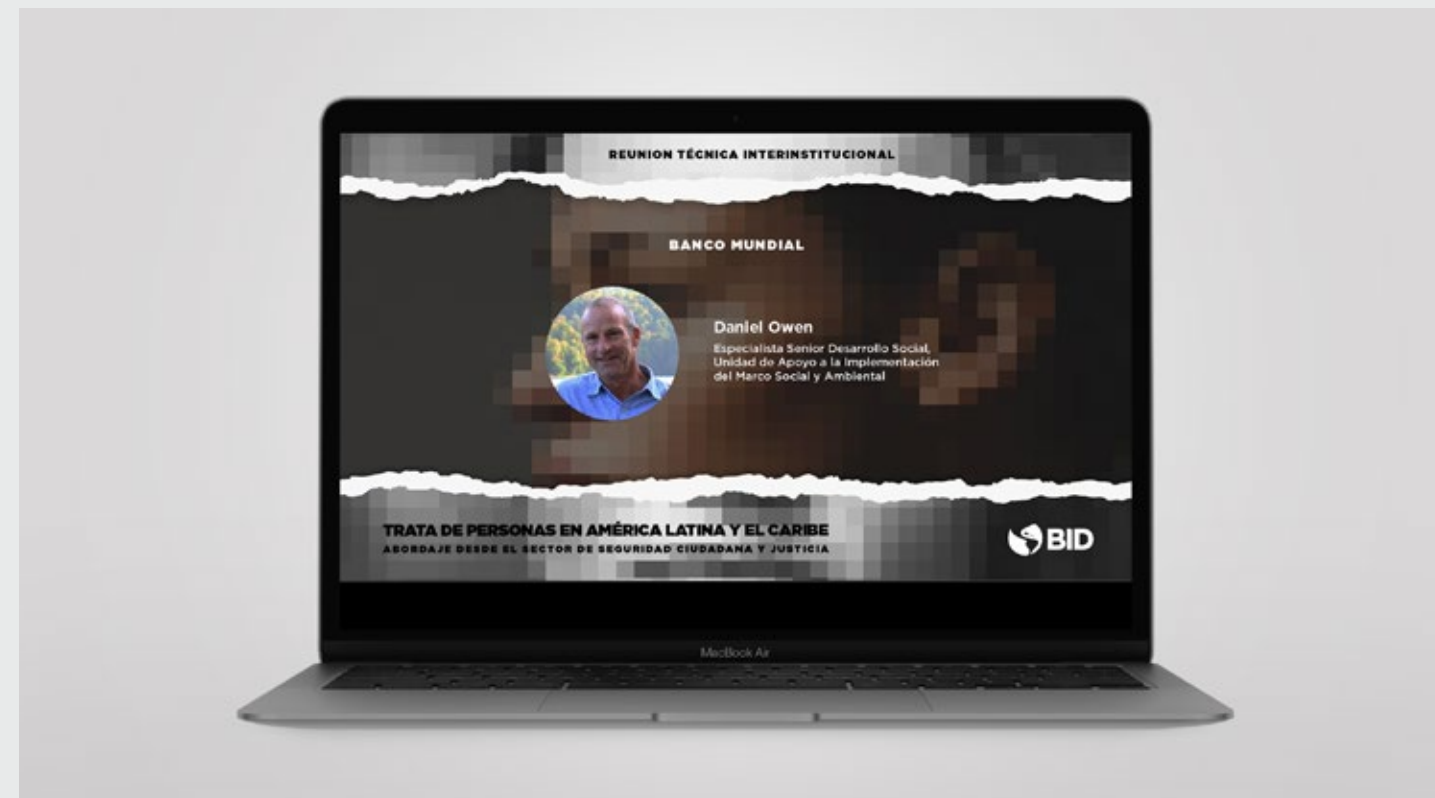 REUNION TÉCNICA INTERINSTITUCIONAL
BANCO MUNDIAL
Daniel Owen
Especialista Senior Desarrollo Social,
Unidad de Apoyo a la Implementación
del Marco Social y Ambiental
TRATA DE PERSONAS EN AMÉRICA LATINA Y EL CARIBE
ABORDAJE DESDE EL SECTOR DE SEGURIDAD CIUDADANA Y JUSTICIA
BID
MacBook Air